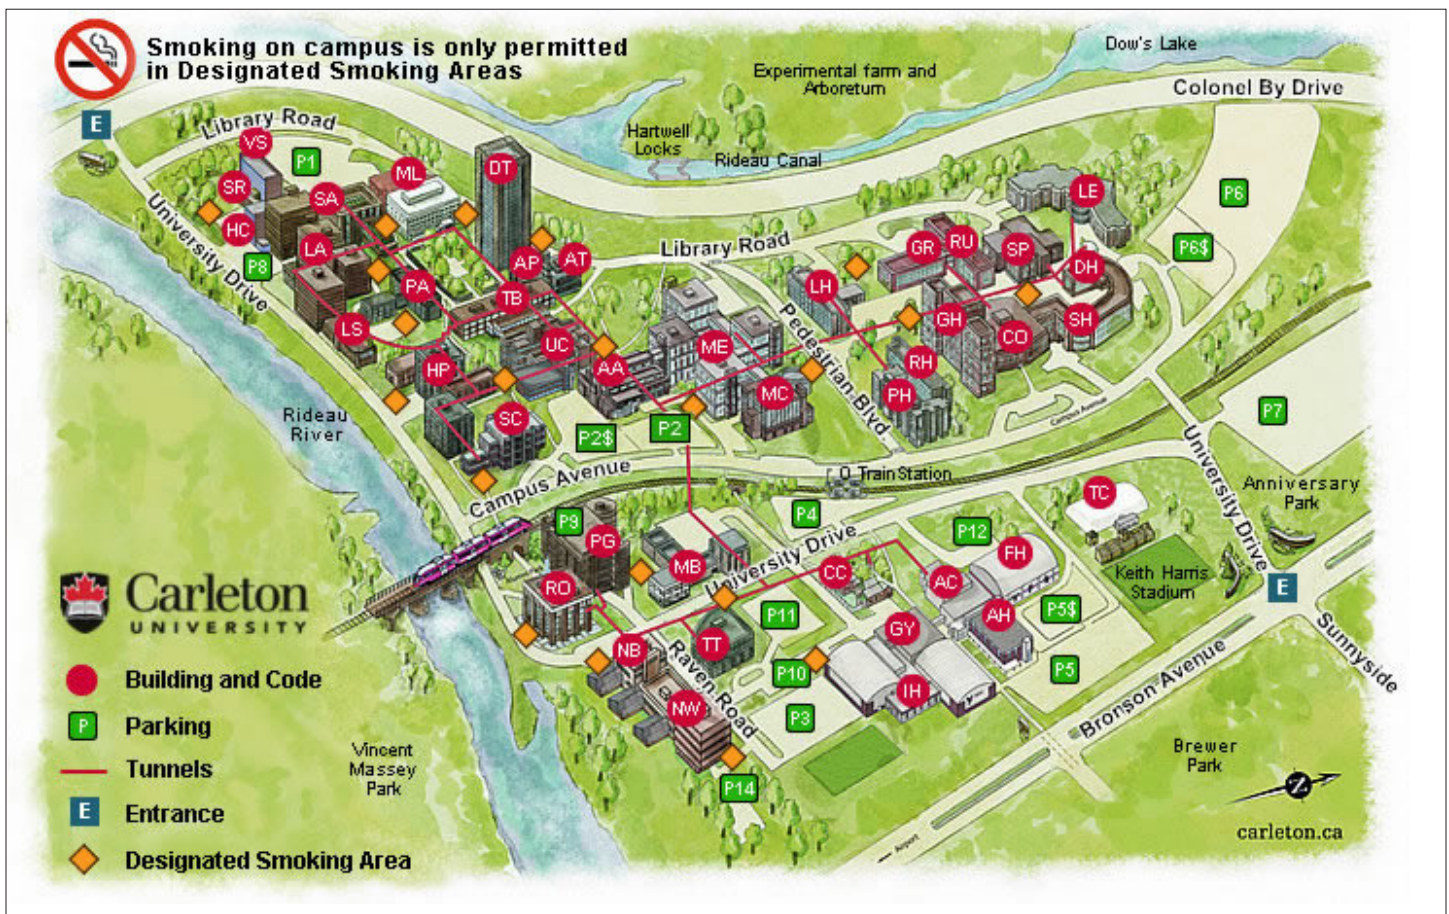 Smoking on campus is only permitted
in Designated Smoking Areas
Dow's Lake
Experimental farm and
Arboretum
Colonel By Drive
E
Library Road
Hartwell
Locks
Rideau Canal
VS
P1
SR
SA
ML
DT
HC
University Drive
LA
P8
AP
AT
Library Road
GR
RU
SP
LE
P6
P6$
PA
TB
LH
DH
LS
UC
ME
Pedestrian Blvd.
GH
CO
SH
HP
AA
RH
MC
PH
Campus Avenue
P7
Rideau
River
SC
P2$
P2
Campus Avenue
O Train Station
University Drive
Anniversary
Park
TC
P9
PG
P4
P12
FH
MB
University Drive
CC
AC
Keith Harris
Stadium
E
RO
P11
GY
AH
P5$
Sunnyside
TT
NB
Raven Road
P10
IH
P5
Bronson Avenue
NW
P3
Vincent
Massey
Park
P14
Brewer
Park
Airport
Z
carleton.ca
Carleton
UNIVERSITY
Building and Code
P
Parking
Tunnels
E
Entrance
Designated Smoking Area